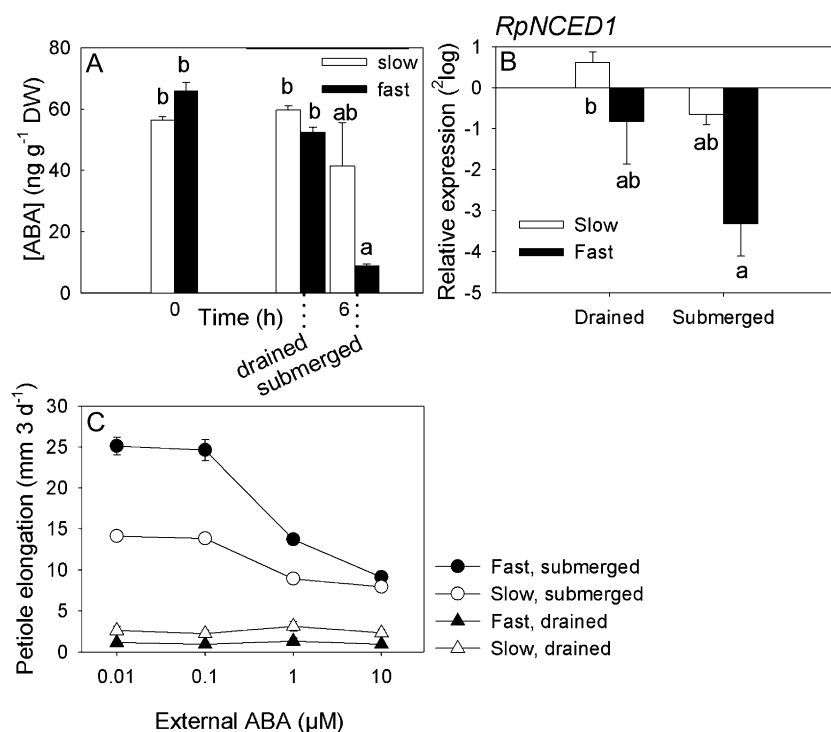 RpNCED1
A
slow
fast
80
60
40
20
0
[ABA] (ng g⁻¹ DW)
b
b
b
b
ab
a
0
Time (h)
6
drained
submerged
B
1
0
-1
-2
-3
-4
-5
Relative expression (²log)
b
ab
ab
a
Slow
Fast
Drained
Submerged
C
30
25
20
15
10
5
0
Petiole elongation (mm 3 d⁻¹)
0.01
0.1
1
10
External ABA (µM)
Fast, submerged
Slow, submerged
Fast, drained
Slow, drained